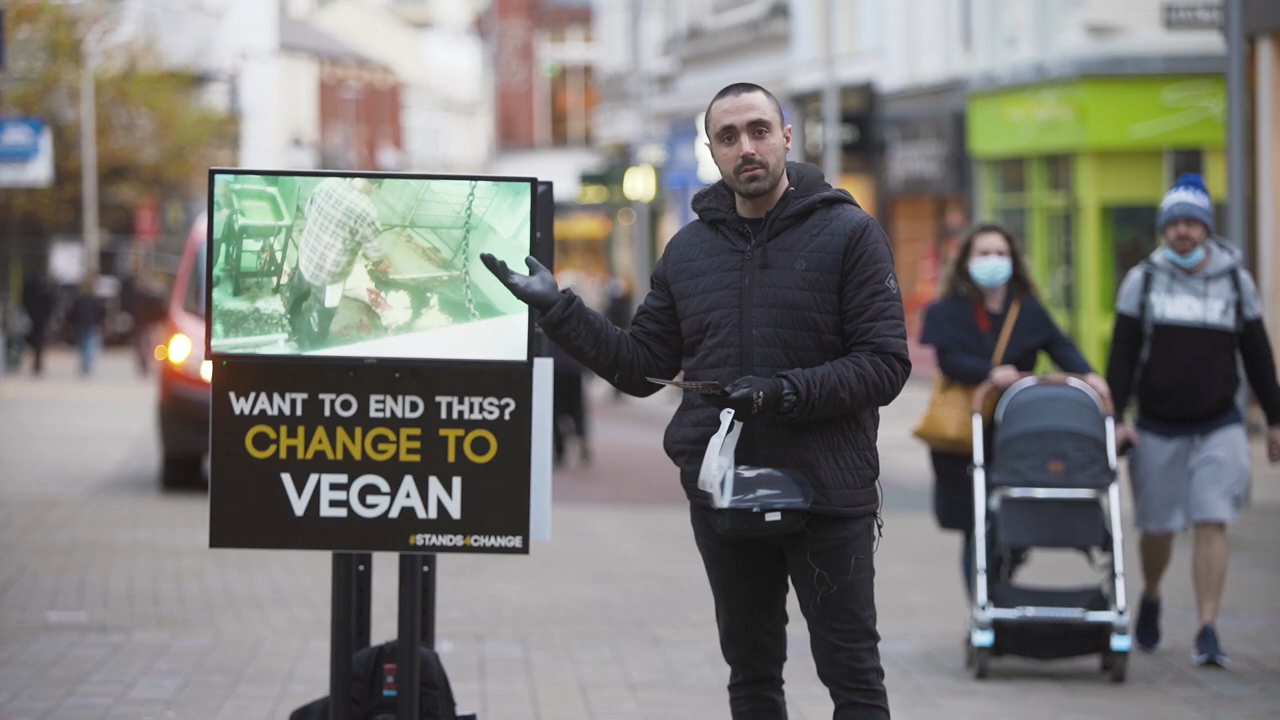 WANT TO END THIS?
CHANGE TO
VEGAN
#STANDS4CHANGE